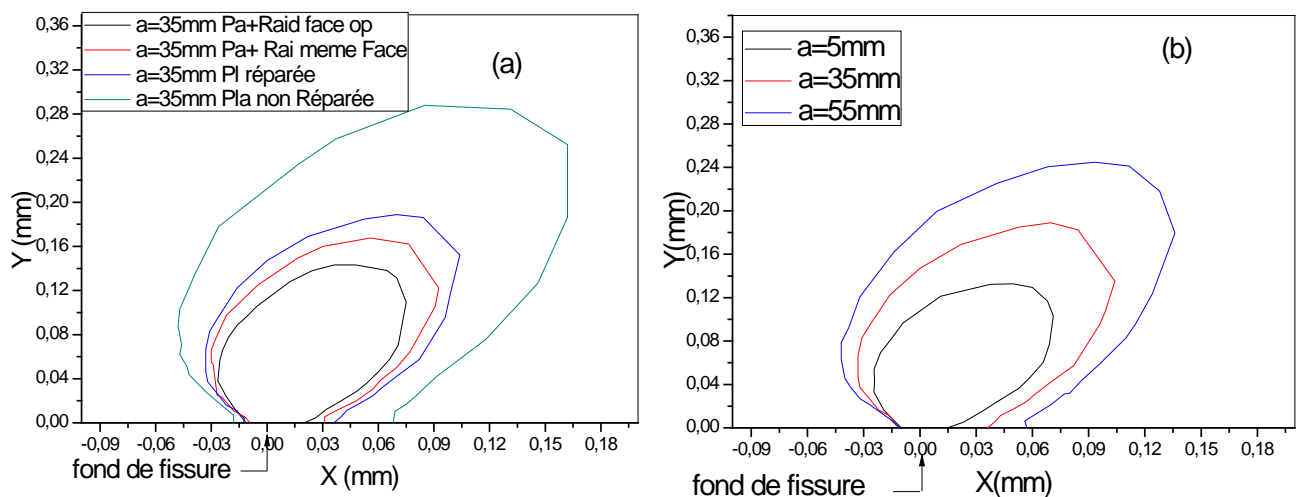 a=35mm Pa+Raid face op
a=35mm Pa+ Rai meme Face
a=35mm Pl réparée
a=35mm Pla non Réparée
(a)
0,36
0,32
0,28
0,24
0,20
0,16
0,12
0,08
0,04
0,00
Y (mm)
-0,09 -0,06 -0,03 0,00 0,03 0,06 0,09 0,12 0,15 0,18
fond de fissure
X (mm)
a=5mm
a=35mm
a=55mm
(b)
0,36
0,32
0,28
0,24
0,20
0,16
0,12
0,08
0,04
0,00
Y(mm)
-0,09 -0,06 -0,03 0,00 0,03 0,06 0,09 0,12 0,15 0,18
fond de fissure
X(mm)